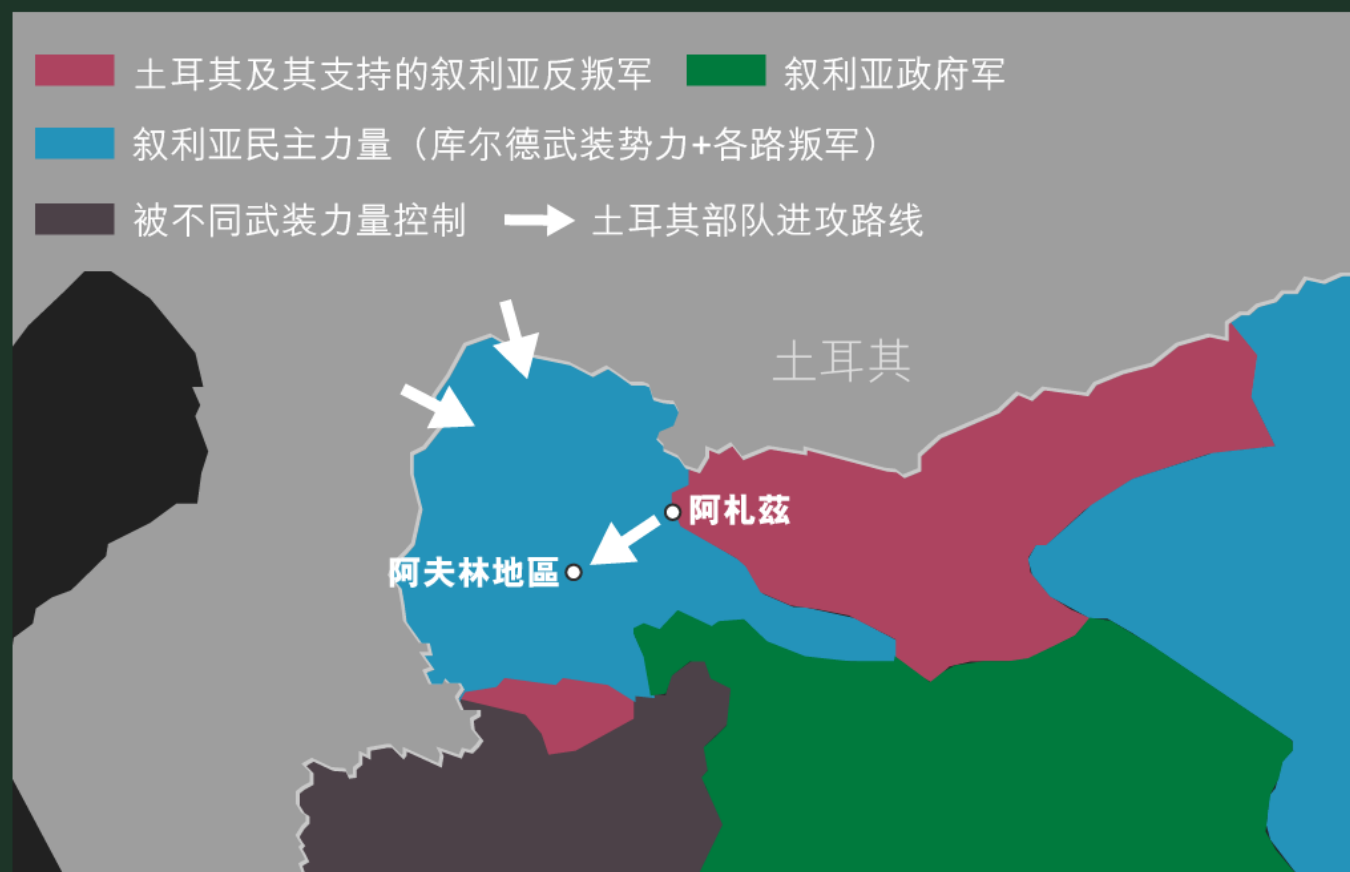 土耳其及其支持的叙利亚反叛军 叙利亚政府军
叙利亚民主力量（库尔德武装势力+各路叛军）
被不同武装力量控制 土耳其部队进攻路线
土耳其
阿札茲
阿夫林地區